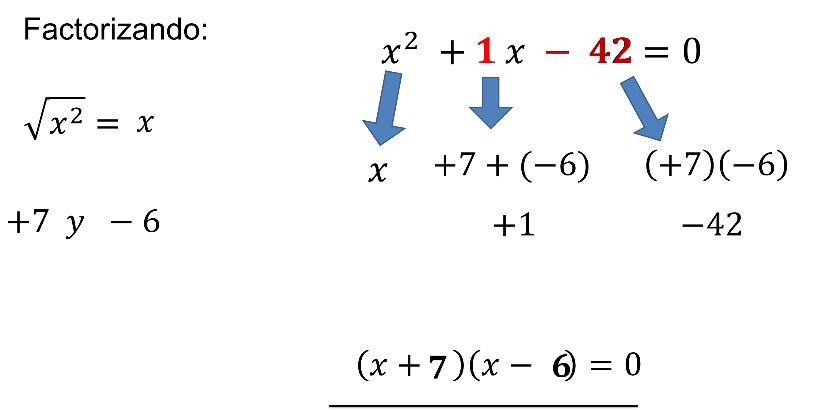 Factorizando:
x² + 1 x − 42 = 0
√x² = x
x +7 + (−6) (+7)(−6)
+7 y − 6
+1 −42
(x + 7)(x − 6) = 0